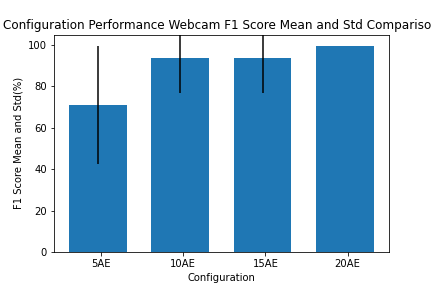 Configuration Performance Webcam F1 Score Mean and Std Compariso
100
80
60
40
20
0
F1 Score Mean and Std(%)
5AE 10AE 15AE 20AE
Configuration